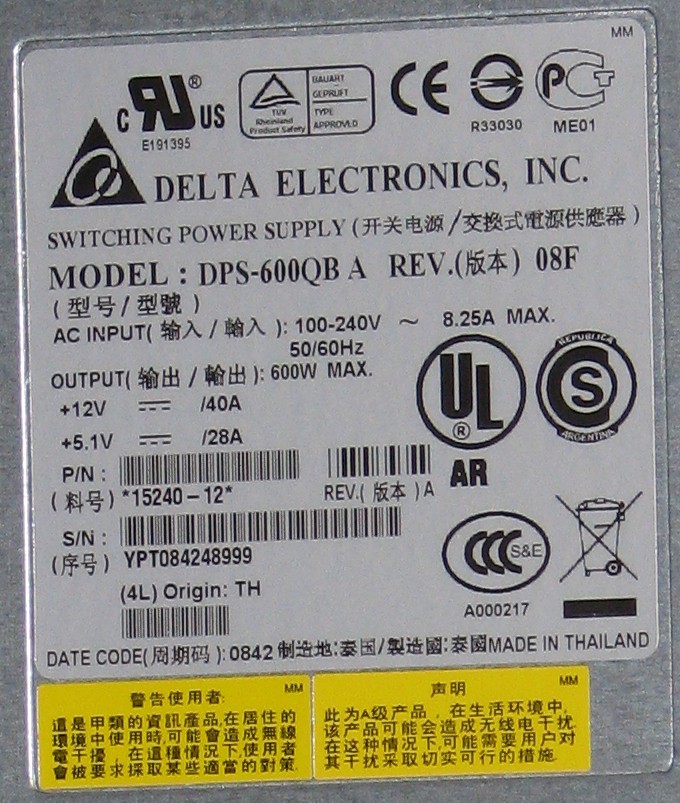 MM
C UR US ®
E191395
TÜV
Rheinland
Product Safety
BAUART
GEPRÜFT
TYPE
APPROVED
CE
R33030
PCT
ME01
DELTA ELECTRONICS, INC.
SWITCHING POWER SUPPLY (开关电源/交換式電源供應器)
MODEL : DPS-600QB A REV.(版本) 08F
(型号/型號)
AC INPUT(输入/輸入): 100-240V ~ 8.25A MAX.
50/60Hz
OUTPUT(输出/輸出): 600W MAX.
+12V /40A
+5.1V /28A
UL ®
REPUBLICA
S
ARGENTINA
AR
P/N :
(料号) *15240-12* REV.(版本)A
S/N :
(序号) YPT084248999
CCC S&E
A000217
(4L) Origin: TH
DATE CODE(周期码):0842 制造地:泰国/製造國:泰國MADE IN THAILAND
警告使用者: MM
這是甲類的資訊產品,在居住的
環境中使用時,可能會造成無線
電干擾,在這種情況下,使用者
會被要求採取某些適當的對策.
声明 MM
此为A级产品,在生活环境中,
该产品可能会造成无线电干扰.
在这种情况下,可能需要用户对
其干扰采取切实可行的措施.